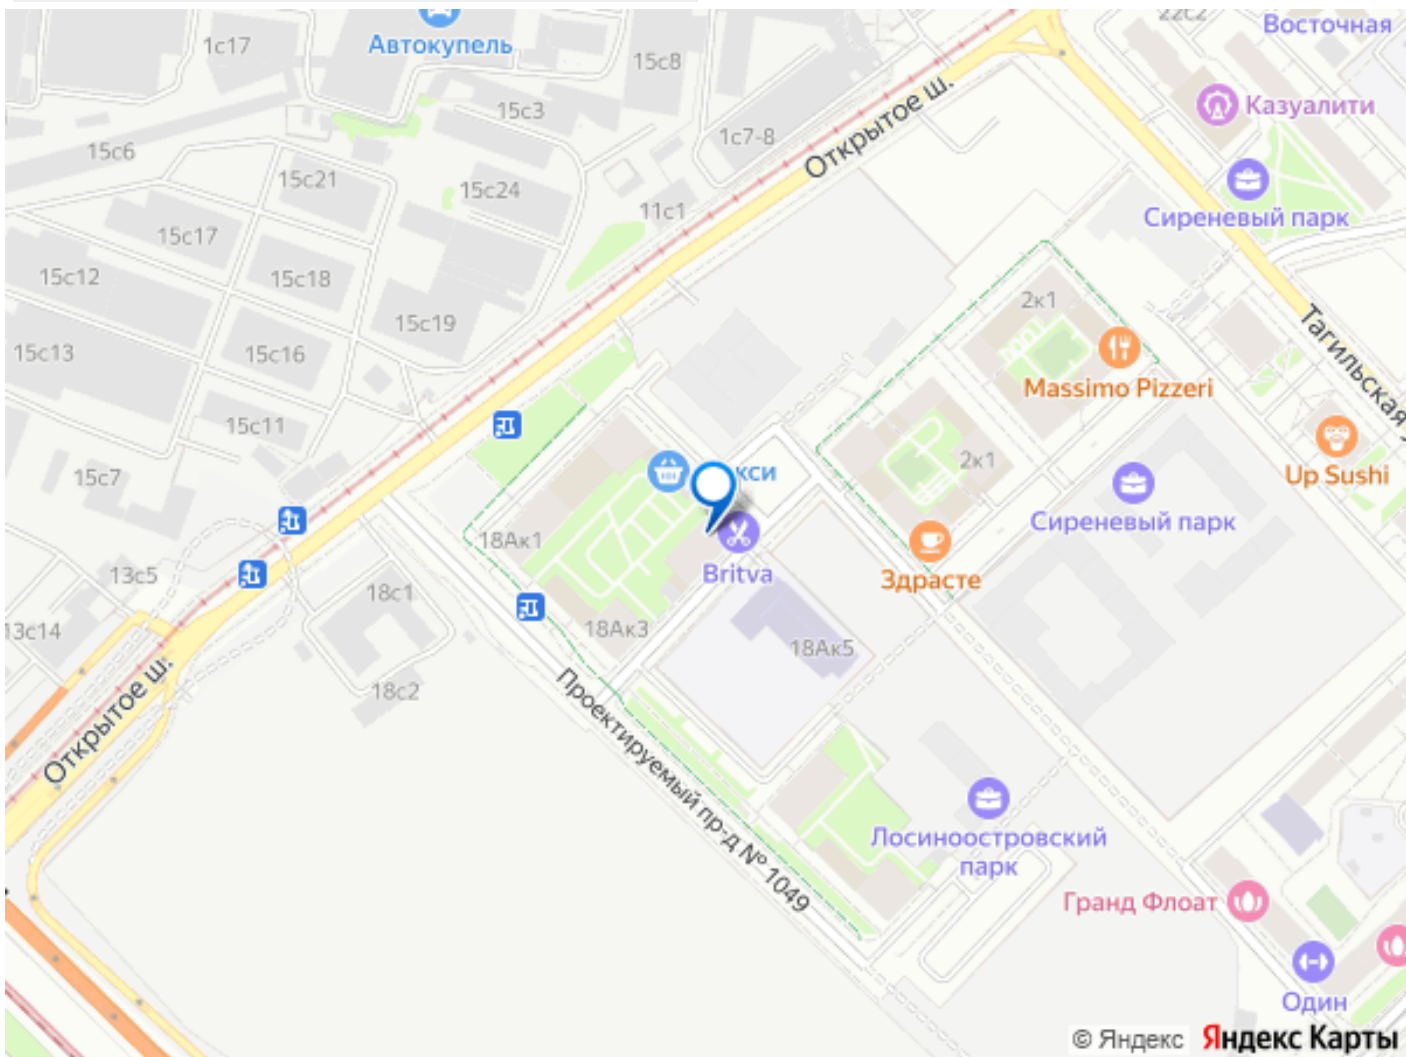 22с2
Восточная
1с17
Автокупель
15с8
Казуалити
15с3
1с7-8
Открытое ш.
15с6
15с21
15с24
11с1
Сиреневый парк
15с17
15с12
15с18
15с19
2к1
Тагильская
15с13
15с16
Massimo Pizzeri
15с11
2к1
15с7
кси
Up Sushi
Сиреневый парк
18Ак1
Britva
Здрасте
13с5
18с1
13с14
18Ак3
18Ак5
Открытое ш.
18с2
Проектируемый пр-д № 1049
Лосиноостровский
парк
Гранд Флоат
Один
© Яндекс Яндекс Карты